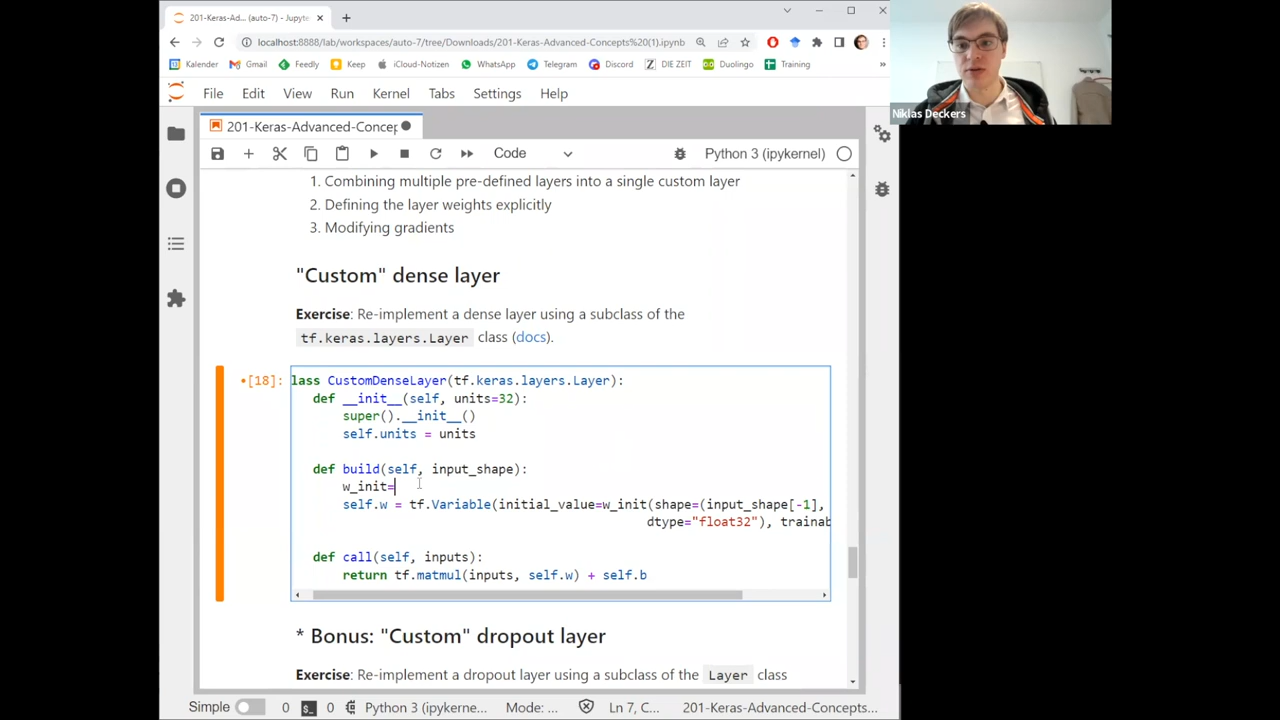 201-Keras-Ad... (auto-7) - Jupyte
localhost:8888/lab/workspaces/auto-7/tree/Downloads/201-Keras-Advanced-Concepts%20(1).ipynb
Kalender Gmail Feedly Keep iCloud-Notizen WhatsApp Telegram Discord DIE ZEIT Duolingo Training »
File Edit View Run Kernel Tabs Settings Help
Niklas Deckers
201-Keras-Advanced-Concep
Code Python 3 (ipykernel)
1. Combining multiple pre-defined layers into a single custom layer
2. Defining the layer weights explicitly
3. Modifying gradients
"Custom" dense layer
Exercise: Re-implement a dense layer using a subclass of the
tf.keras.layers.Layer class (docs).
[18]: lass CustomDenseLayer(tf.keras.layers.Layer):
def __init__(self, units=32):
super().__init__()
self.units = units
def build(self, input_shape):
w_init=
self.w = tf.Variable(initial_value=w_init(shape=(input_shape[-1],
dtype="float32"), trainab
def call(self, inputs):
return tf.matmul(inputs, self.w) + self.b
* Bonus: "Custom" dropout layer
Exercise: Re-implement a dropout layer using a subclass of the Layer class
Simple 0 0 Python 3 (ipykerne... Mode: ... Ln 7, C... 201-Keras-Advanced-Concepts...